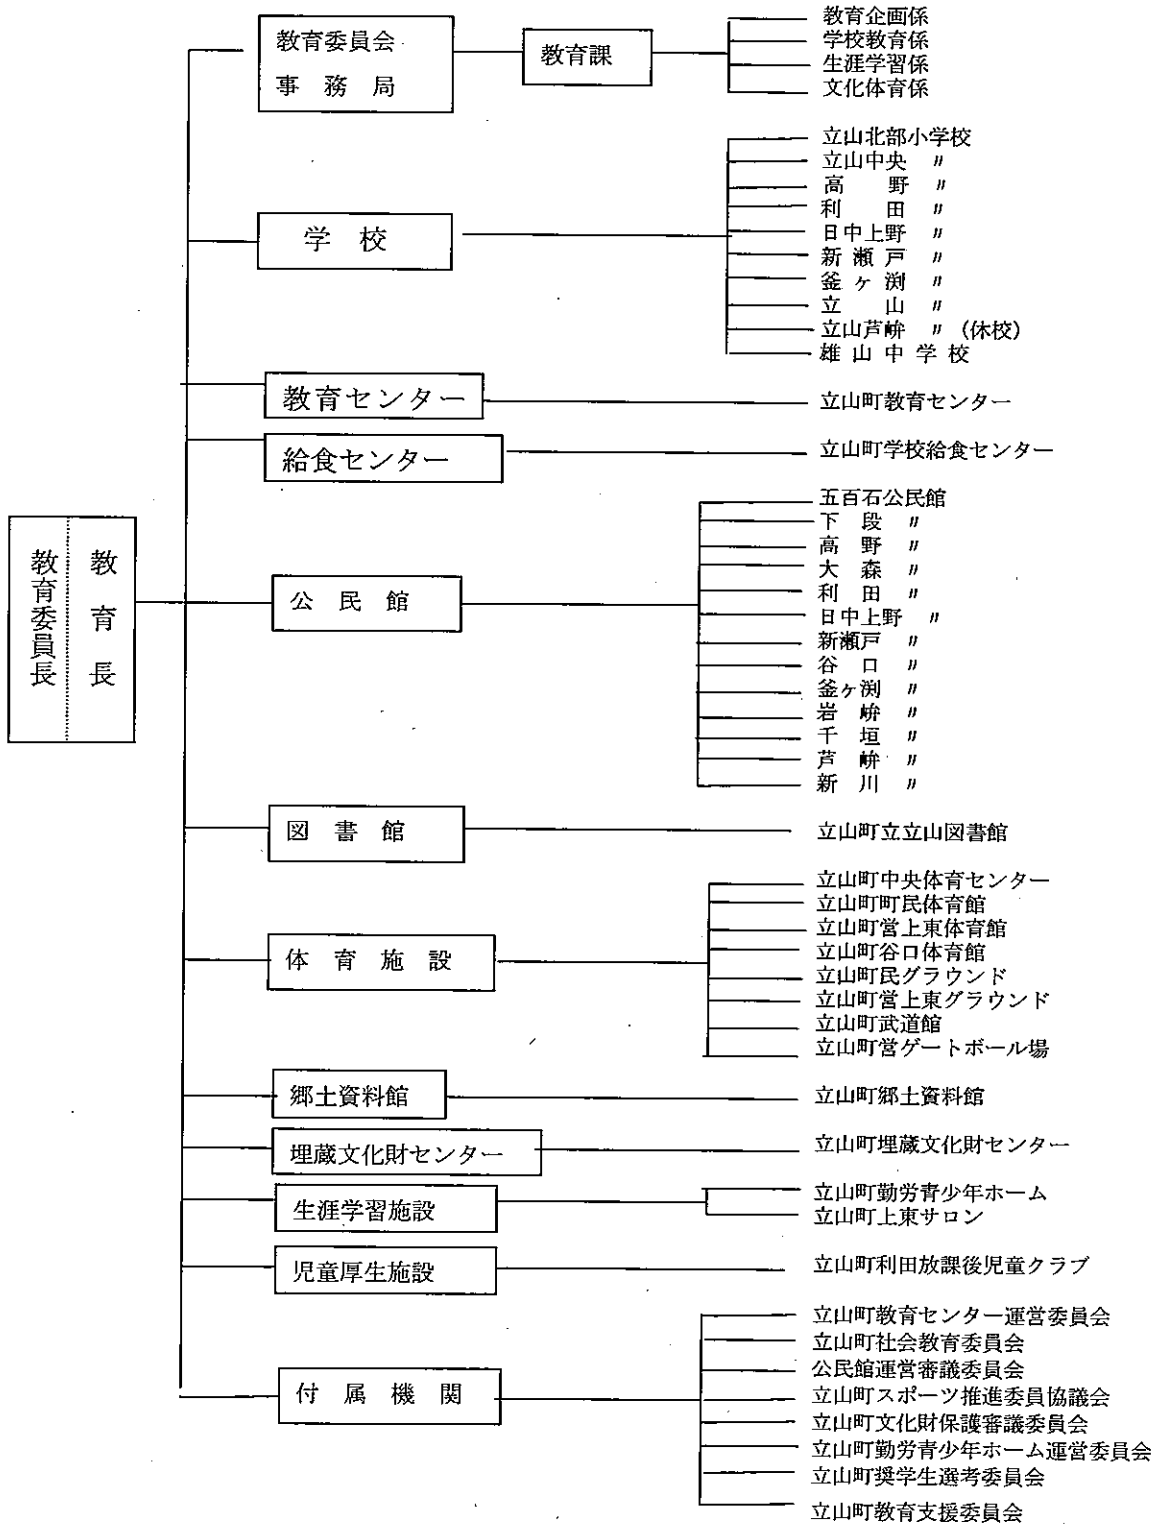 教育委員長
教育長
教育委員会
事務局
教育課
教育企画係
学校教育係
生涯学習係
文化体育係
学校
立山北部小学校
立山中央 〃
高野 〃
利田 〃
日中上野 〃
新瀬戸 〃
釜ヶ渕 〃
立山 〃
立山芦峅 〃 (休校)
雄山中学校
教育センター
立山町教育センター
給食センター
立山町学校給食センター
公民館
五百石公民館
下段 〃
高野 〃
大森 〃
利田 〃
日中上野 〃
新瀬戸 〃
谷口 〃
釜ヶ渕 〃
岩峅 〃
千垣 〃
芦峅 〃
新川 〃
図書館
立山町立立山図書館
体育施設
立山町中央体育センター
立山町町民体育館
立山町営上東体育館
立山町谷口体育館
立山町民グラウンド
立山町営上東グラウンド
立山町武道館
立山町営ゲートボール場
郷土資料館
立山町郷土資料館
埋蔵文化財センター
立山町埋蔵文化財センター
生涯学習施設
立山町勤労青少年ホーム
立山町上東サロン
児童厚生施設
立山町利田放課後児童クラブ
付属機関
立山町教育センター運営委員会
立山町社会教育委員会
公民館運営審議委員会
立山町スポーツ推進委員協議会
立山町文化財保護審議委員会
立山町勤労青少年ホーム運営委員会
立山町奨学生選考委員会
立山町教育支援委員会